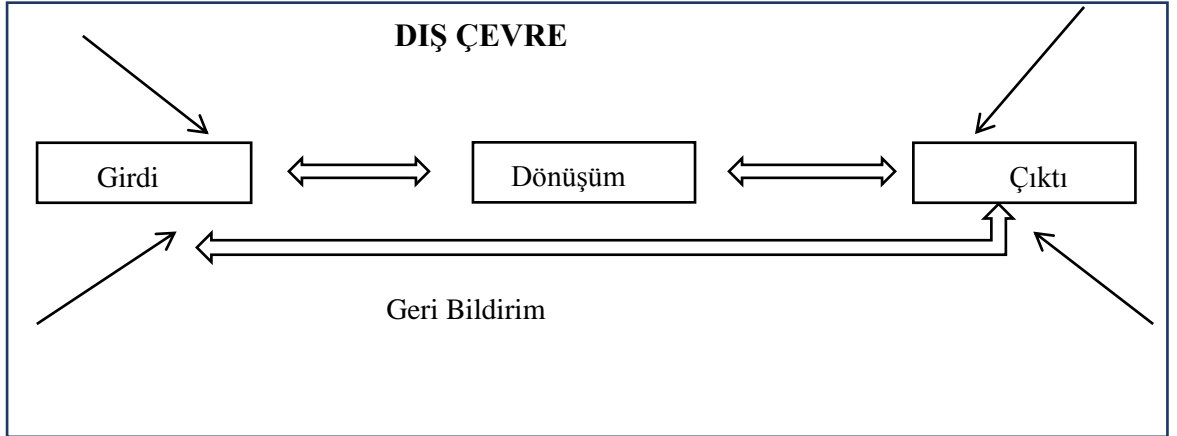 DIŞ ÇEVRE
Girdi
Dönüşüm
Çıktı
Geri Bildirim